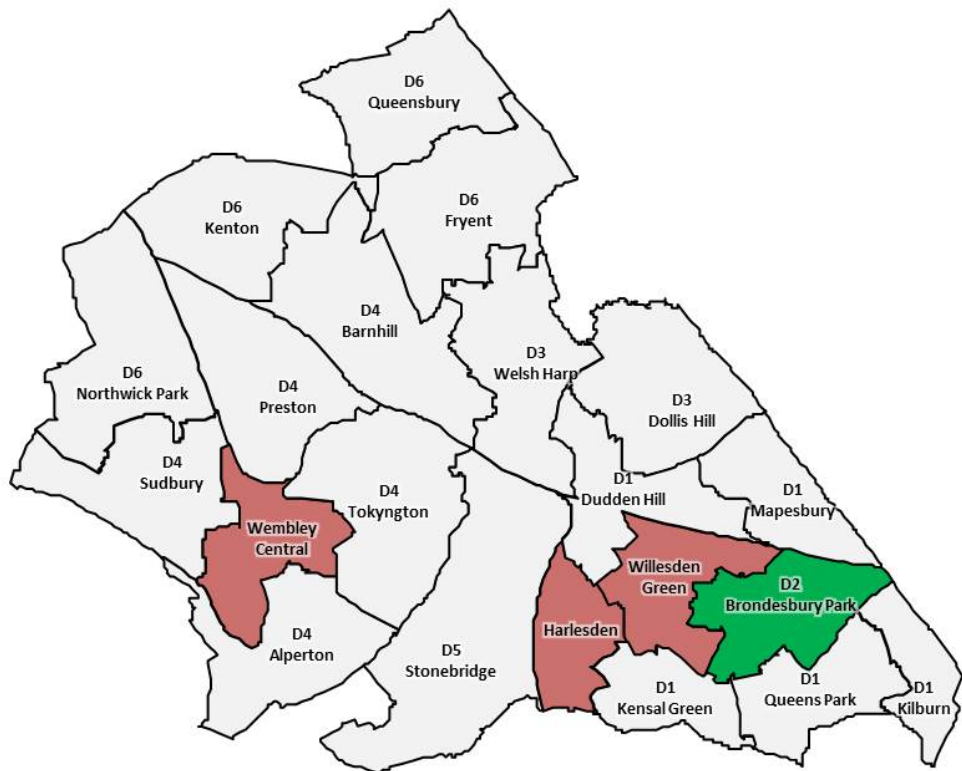 D6
Queensbury
D6
Kenton
D6
Fryent
D4
Barnhill
D3
Welsh Harp
D6
Northwick Park
D4
Preston
D3
Dollis Hill
D4
Sudbury
D4
Tokyngton
D1
Dudden Hill
D1
Mapesbury
Wembley
Central
Willesden
Green
D2
Brondesbury Park
D4
Alperton
D5
Stonebridge
Harlesden
D1
Kensal Green
D1
Queens Park
D1
Kilburn